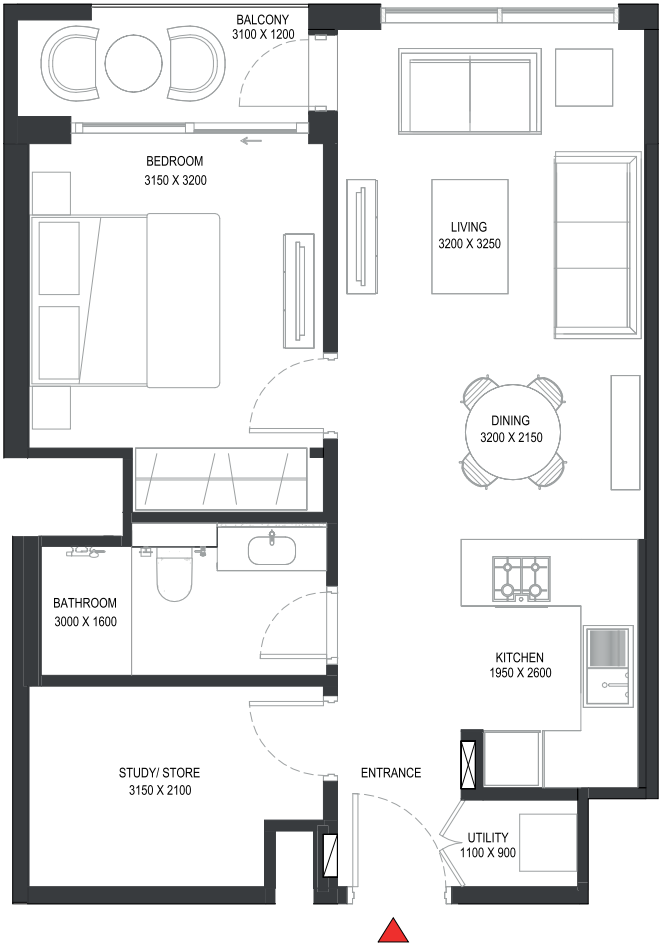 BALCONY
3100 X 1200
BEDROOM
3150 X 3200
LIVING
3200 X 3250
DINING
3200 X 2150
BATHROOM
3000 X 1600
KITCHEN
1950 X 2600
STUDY/ STORE
3150 X 2100
ENTRANCE
UTILITY
1100 X 900